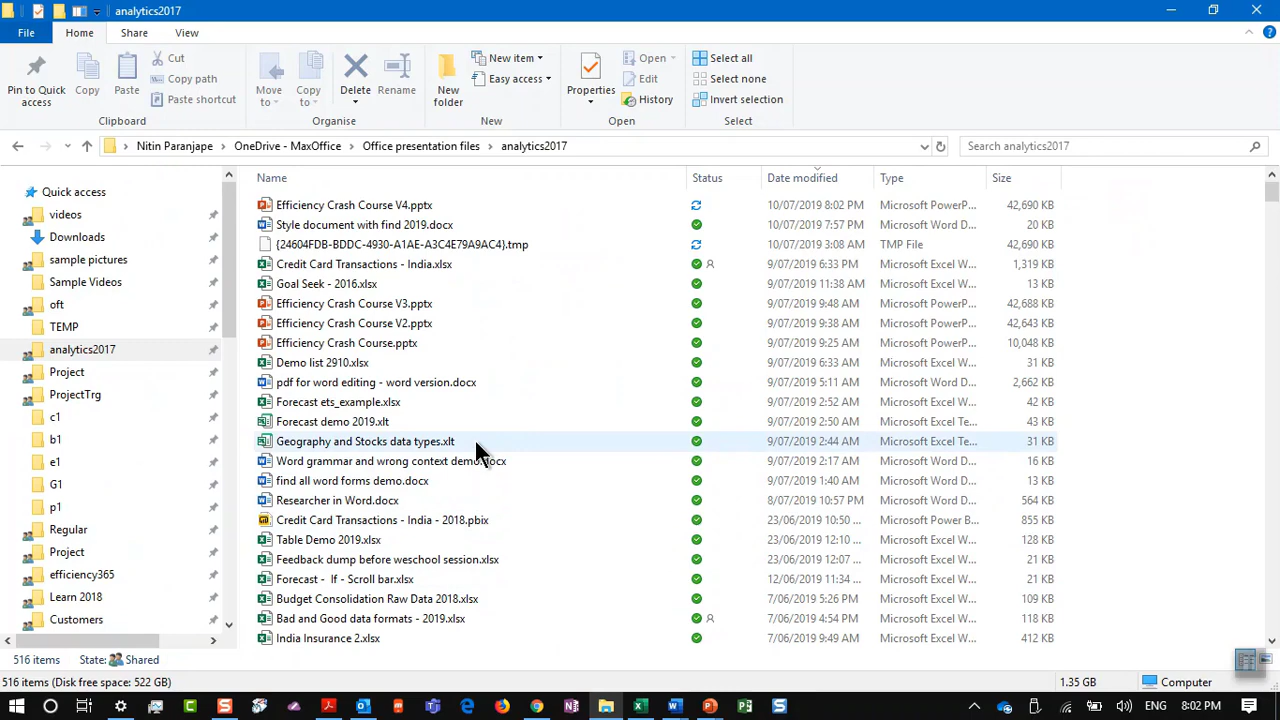 analytics2017
File Home Share View
Pin to Quick access
Copy
Paste
Cut
Copy path
Paste shortcut
Clipboard
Move to
Copy to
Delete
Rename
Organise
New folder
New item
Easy access
New
Properties
Open
Edit
History
Open
Select all
Select none
Invert selection
Select
Nitin Paranjape > OneDrive - MaxOffice > Office presentation files > analytics2017
Search analytics2017
Quick access
videos
Downloads
sample pictures
Sample Videos
oft
TEMP
analytics2017
Project
ProjectTrg
c1
b1
e1
G1
p1
Regular
Project
efficiency365
Learn 2018
Customers
Name Status Date modified Type Size
Efficiency Crash Course V4.pptx 10/07/2019 8:02 PM Microsoft PowerP... 42,690 KB
Style document with find 2019.docx 10/07/2019 7:57 PM Microsoft Word D... 20 KB
{24604FDB-BDDC-4930-A1AE-A3C4E79A9AC4}.tmp 10/07/2019 3:08 AM TMP File 42,690 KB
Credit Card Transactions - India.xlsx 9/07/2019 6:33 PM Microsoft Excel W... 1,319 KB
Goal Seek - 2016.xlsx 9/07/2019 11:38 AM Microsoft Excel W... 13 KB
Efficiency Crash Course V3.pptx 9/07/2019 9:48 AM Microsoft PowerP... 42,688 KB
Efficiency Crash Course V2.pptx 9/07/2019 9:38 AM Microsoft PowerP... 42,643 KB
Efficiency Crash Course.pptx 9/07/2019 9:25 AM Microsoft PowerP... 10,048 KB
Demo list 2910.xlsx 9/07/2019 6:33 AM Microsoft Excel W... 31 KB
pdf for word editing - word version.docx 9/07/2019 5:11 AM Microsoft Word D... 2,662 KB
Forecast ets_example.xlsx 9/07/2019 2:52 AM Microsoft Excel W... 42 KB
Forecast demo 2019.xlt 9/07/2019 2:50 AM Microsoft Excel Te... 43 KB
Geography and Stocks data types.xlt 9/07/2019 2:44 AM Microsoft Excel Te... 31 KB
Word grammar and wrong context demo.docx 9/07/2019 2:17 AM Microsoft Word D... 16 KB
find all word forms demo.docx 9/07/2019 1:40 AM Microsoft Word D... 13 KB
Researcher in Word.docx 8/07/2019 10:57 PM Microsoft Word D... 564 KB
Credit Card Transactions - India - 2018.pbix 23/06/2019 10:50 ... Microsoft Power B... 855 KB
Table Demo 2019.xlsx 23/06/2019 12:10 ... Microsoft Excel W... 128 KB
Feedback dump before weschool session.xlsx 23/06/2019 12:07 ... Microsoft Excel W... 21 KB
Forecast - If - Scroll bar.xlsx 12/06/2019 11:34 ... Microsoft Excel W... 21 KB
Budget Consolidation Raw Data 2018.xlsx 7/06/2019 5:26 PM Microsoft Excel W... 109 KB
Bad and Good data formats - 2019.xlsx 7/06/2019 4:54 PM Microsoft Excel W... 118 KB
India Insurance 2.xlsx 7/06/2019 9:49 AM Microsoft Excel W... 412 KB
516 items State: Shared
516 items (Disk free space: 522 GB) 1.35 GB Computer
ENG 8:02 PM